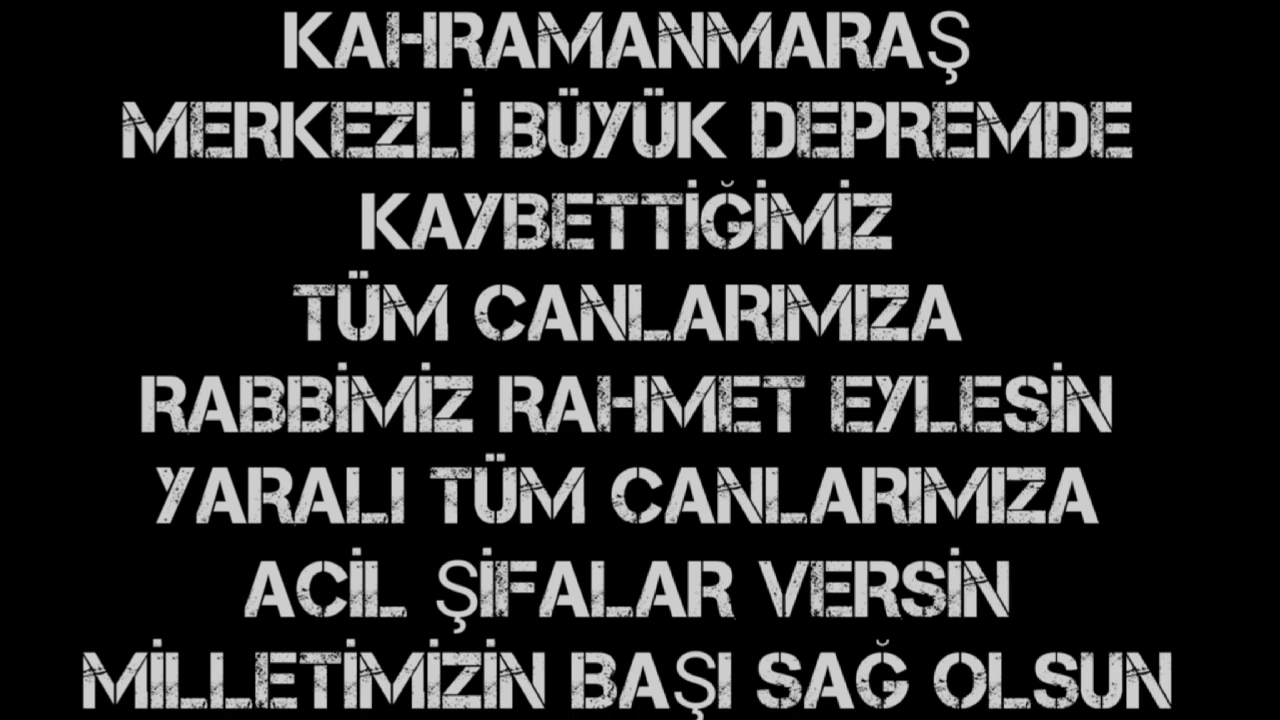 KAHRAMANMARAŞ
MERKEZLİ BÜYÜK DEPREMDE
KAYBETTİĞİMİZ
TÜM CANLARIMIZA
RABBİMİZ RAHMET EYLESİN
YARALI TÜM CANLARIMIZA
ACİL ŞİFALAR VERSİN
MİLLETİMİZİN BAŞI SAĞ OLSUN